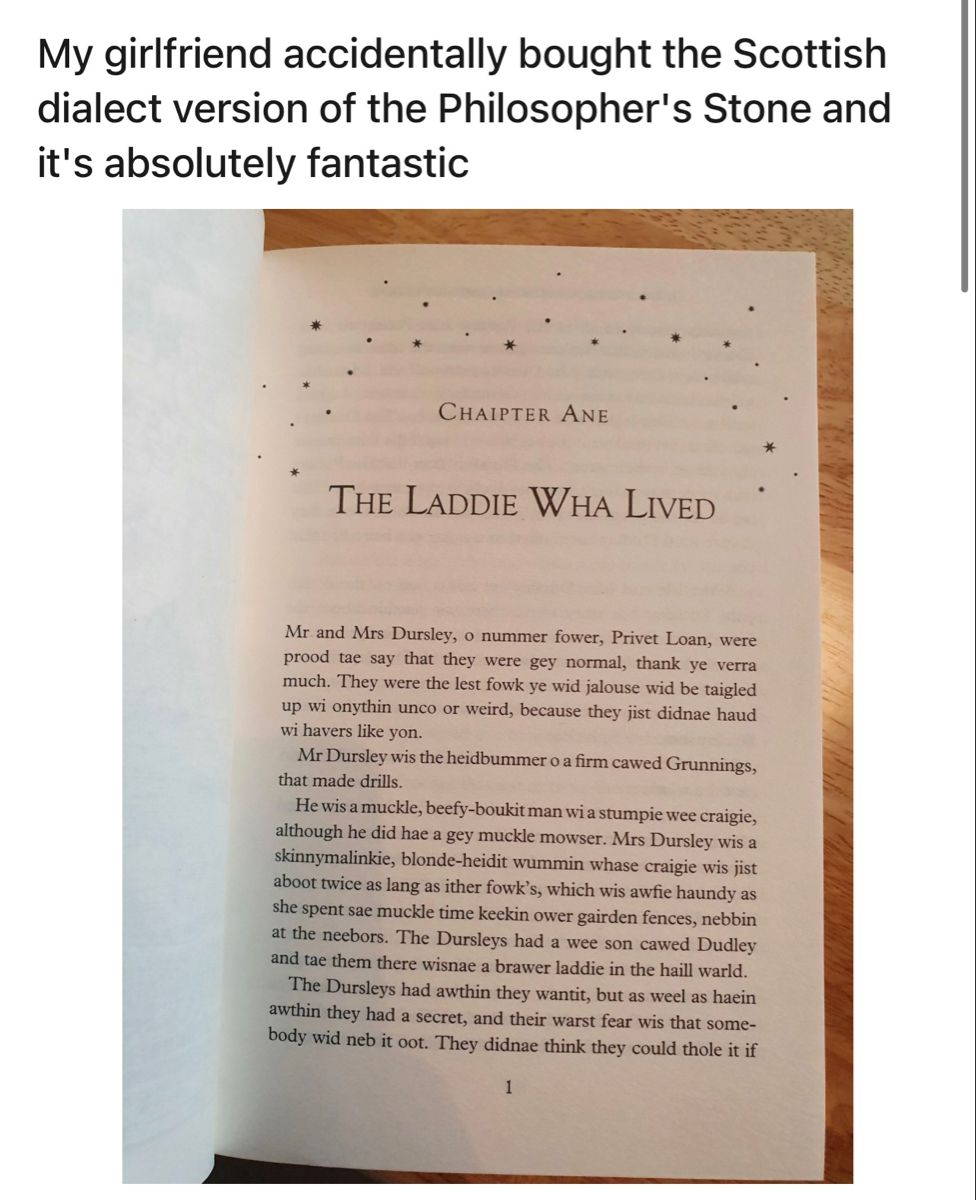 My girlfriend accidentally bought the Scottish
dialect version of the Philosopher's Stone and
it's absolutely fantastic
CHAIPTER ANE
THE LADDIE WHA LIVED
Mr and Mrs Dursley, o nummer fower, Privet Loan, were
prood tae say that they were gey normal, thank ye verra
much. They were the lest fowk ye wid jalouse wid be taigled
up wi onythin unco or weird, because they jist didnae haud
wi havers like yon.
Mr Dursley wis the heidbummer o a firm cawed Grunnings,
that made drills.
He wis a muckle, beefy-boukit man wi a stumpie wee craigie,
although he did hae a gey muckle mowser. Mrs Dursley wis a
skinnymalinkie, blonde-heidit wummin whase craigie wis jist
aboot twice as lang as ither fowk's, which wis awfie haundy as
she spent sae muckle time keekin ower gairden fences, nebbin
at the neebors. The Dursleys had a wee son cawed Dudley
and tae them there wisnae a brawer laddie in the haill warld.
The Dursleys had awthin they wantit, but as weel as haein
awthin they had a secret, and their warst fear wis that some-
body wid neb it oot. They didnae think they could thole it if
1